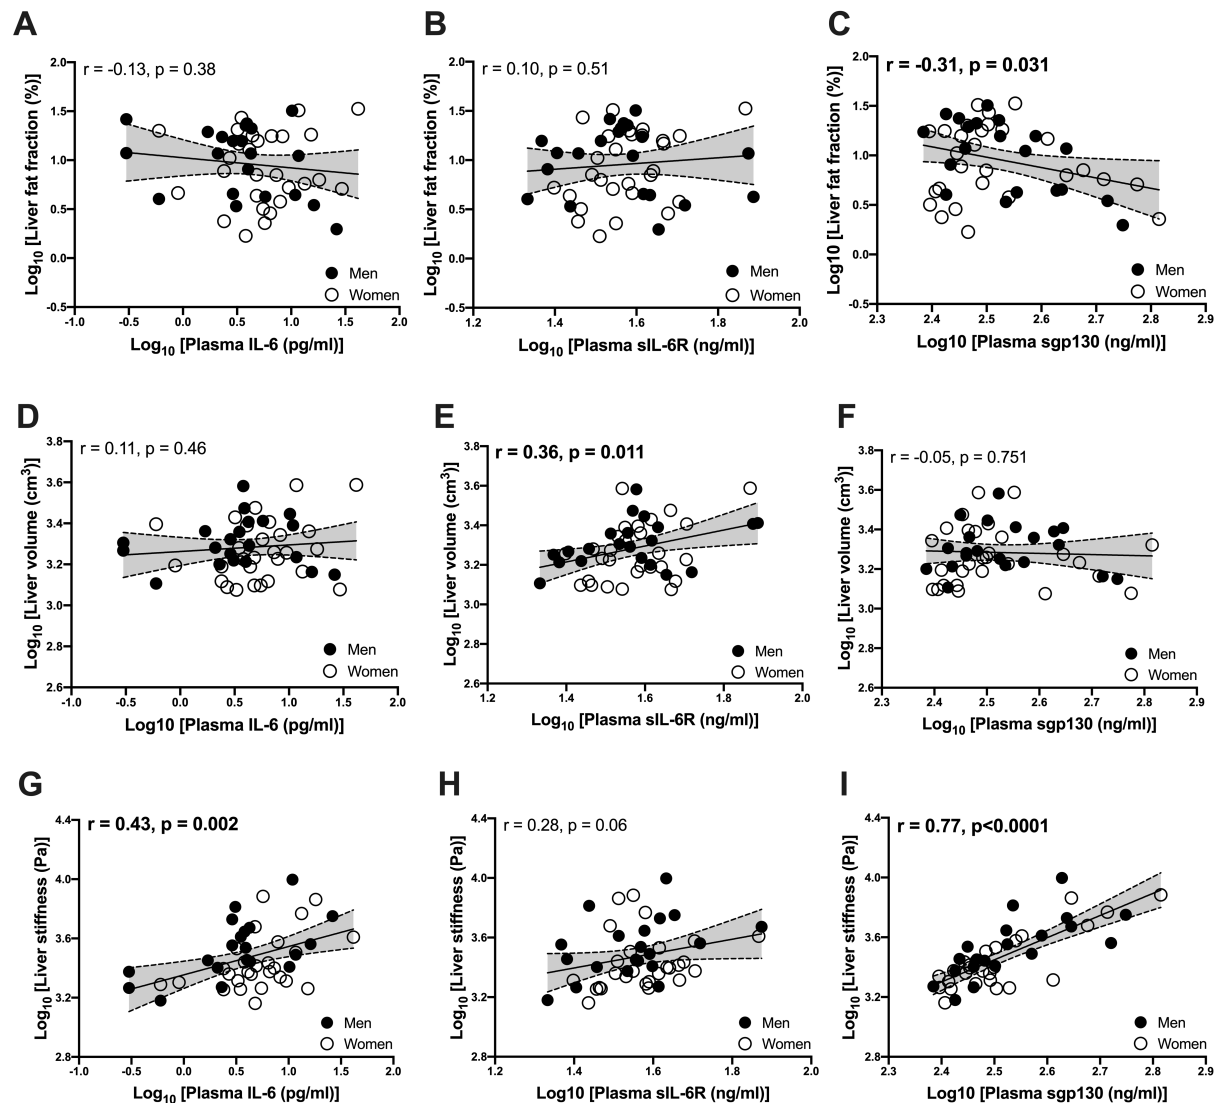 A
r = -0.13, p = 0.38
Log10 [Liver fat fraction (%)]
2.0
1.5
1.0
0.5
0.0
-0.5
-1.0 -0.5 0.0 0.5 1.0 1.5 2.0
Log10 [Plasma IL-6 (pg/ml)]
Men
Women
B
r = 0.10, p = 0.51
Log10 [Liver fat fraction (%)]
2.0
1.5
1.0
0.5
0.0
-0.5
1.2 1.4 1.6 1.8 2.0
Log10 [Plasma sIL-6R (ng/ml)]
Men
Women
C
r = -0.31, p = 0.031
Log10 [Liver fat fraction (%)]
2.0
1.5
1.0
0.5
0.0
-0.5
2.3 2.4 2.5 2.6 2.7 2.8 2.9
Log10 [Plasma sgp130 (ng/ml)]
Men
Women
D
r = 0.11, p = 0.46
Log10 [Liver volume (cm3)]
3.8
3.6
3.4
3.2
3.0
2.8
2.6
-1.0 -0.5 0.0 0.5 1.0 1.5 2.0
Log10 [Plasma IL-6 (pg/ml)]
Men
Women
E
r = 0.36, p = 0.011
Log10 [Liver volume (cm3)]
3.8
3.6
3.4
3.2
3.0
2.8
2.6
1.2 1.4 1.6 1.8 2.0
Log10 [Plasma sIL-6R (ng/ml)]
Men
Women
F
r = -0.05, p = 0.751
Log10 [Liver volume (cm3)]
3.8
3.6
3.4
3.2
3.0
2.8
2.6
2.3 2.4 2.5 2.6 2.7 2.8 2.9
Log10 [Plasma sgp130 (ng/ml)]
Men
Women
G
r = 0.43, p = 0.002
Log10 [Liver stiffness (Pa)]
4.4
4.0
3.6
3.2
2.8
-1.0 -0.5 0.0 0.5 1.0 1.5 2.0
Log10 [Plasma IL-6 (pg/ml)]
Men
Women
H
r = 0.28, p = 0.06
Log10 [Liver stiffness (Pa)]
4.4
4.0
3.6
3.2
2.8
1.2 1.4 1.6 1.8 2.0
Log10 [Plasma sIL-6R (ng/ml)]
Men
Women
I
r = 0.77, p<0.0001
Log10 [Liver stiffness (Pa)]
4.4
4.0
3.6
3.2
2.8
2.3 2.4 2.5 2.6 2.7 2.8 2.9
Log10 [Plasma sgp130 (ng/ml)]
Men
Women